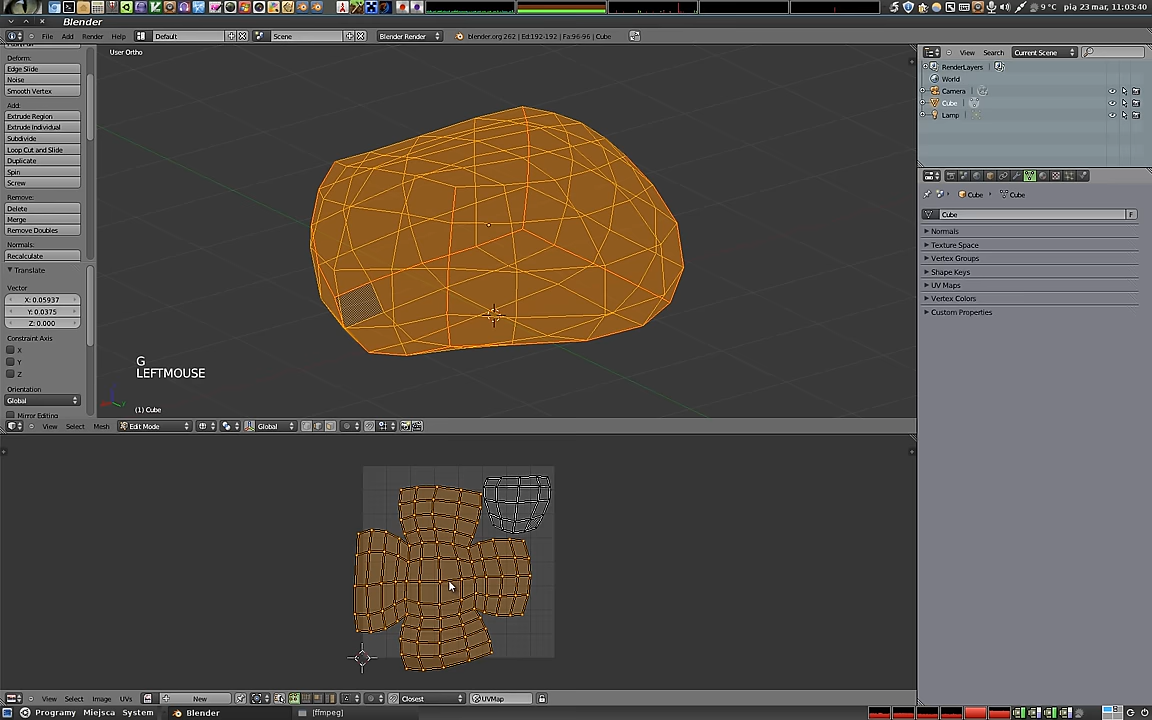 9 °C pią 23 mar, 11:03:40
Blender
File Add Render Help Default Scene Blender Render blender.org 262 | Ed:192-192 | Fa:96-96 | Cube
View Search Current Scene
RenderLayers
World
Camera
Cube
Lamp
Cube Cube
Cube F
Normals
Texture Space
Vertex Groups
Shape Keys
UV Maps
Vertex Colors
Custom Properties
Deform:
Edge Slide
Noise
Smooth Vertex
Add:
Extrude Region
Extrude Individual
Subdivide
Loop Cut and Slide
Duplicate
Spin
Screw
Remove:
Delete
Merge
Remove Doubles
Normals:
Recalculate
Translate
Vector
X: 0.05937
Y: 0.0375
Z: 0.000
Constraint Axis
X
Y
Z
Orientation
Global
Mirror Editing
User Ortho
G
LEFTMOUSE
(1) Cube
View Select Mesh Edit Mode Global
View Select Image UVs New Closest UVMap
Programy Miejsca System Blender [ffmpeg]